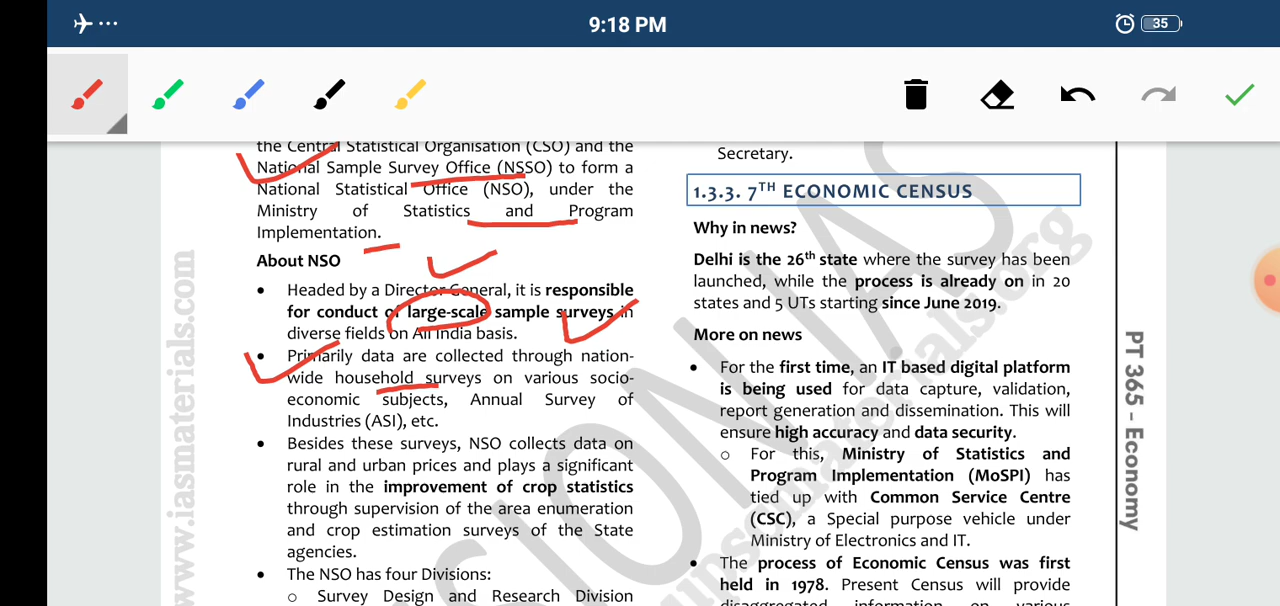 9:18 PM
35
the Central Statistical Organisation (CSO) and the
National Sample Survey Office (NSSO) to form a
National Statistical Office (NSO), under the
Ministry of Statistics and Program
Implementation.
About NSO
• Headed by a Director General, it is responsible
for conduct of large-scale sample surveys in
diverse fields on All India basis.
• Primarily data are collected through nation-
wide household surveys on various socio-
economic subjects, Annual Survey of
Industries (ASI), etc.
• Besides these surveys, NSO collects data on
rural and urban prices and plays a significant
role in the improvement of crop statistics
through supervision of the area enumeration
and crop estimation surveys of the State
agencies.
• The NSO has four Divisions:
o Survey Design and Research Division
Secretary.
1.3.3. 7TH ECONOMIC CENSUS
Why in news?
Delhi is the 26th state where the survey has been
launched, while the process is already on in 20
states and 5 UTs starting since June 2019.
More on news
• For the first time, an IT based digital platform
is being used for data capture, validation,
report generation and dissemination. This will
ensure high accuracy and data security.
o For this, Ministry of Statistics and
Program Implementation (MoSPI) has
tied up with Common Service Centre
(CSC), a Special purpose vehicle under
Ministry of Electronics and IT.
• The process of Economic Census was first
held in 1978. Present Census will provide
disaggregated information on various
PT 365 - Economy
www.iasmaterials.com